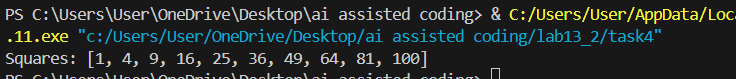 PS C:\Users\User\OneDrive\Desktop\ai assisted coding> & C:/Users/User/AppData/Loca
.11.exe "c:/Users/User/OneDrive/Desktop/ai assisted coding/lab13_2/task4"
Squares: [1, 4, 9, 16, 25, 36, 49, 64, 81, 100]
PS C:\Users\User\OneDrive\Desktop\ai assisted coding>